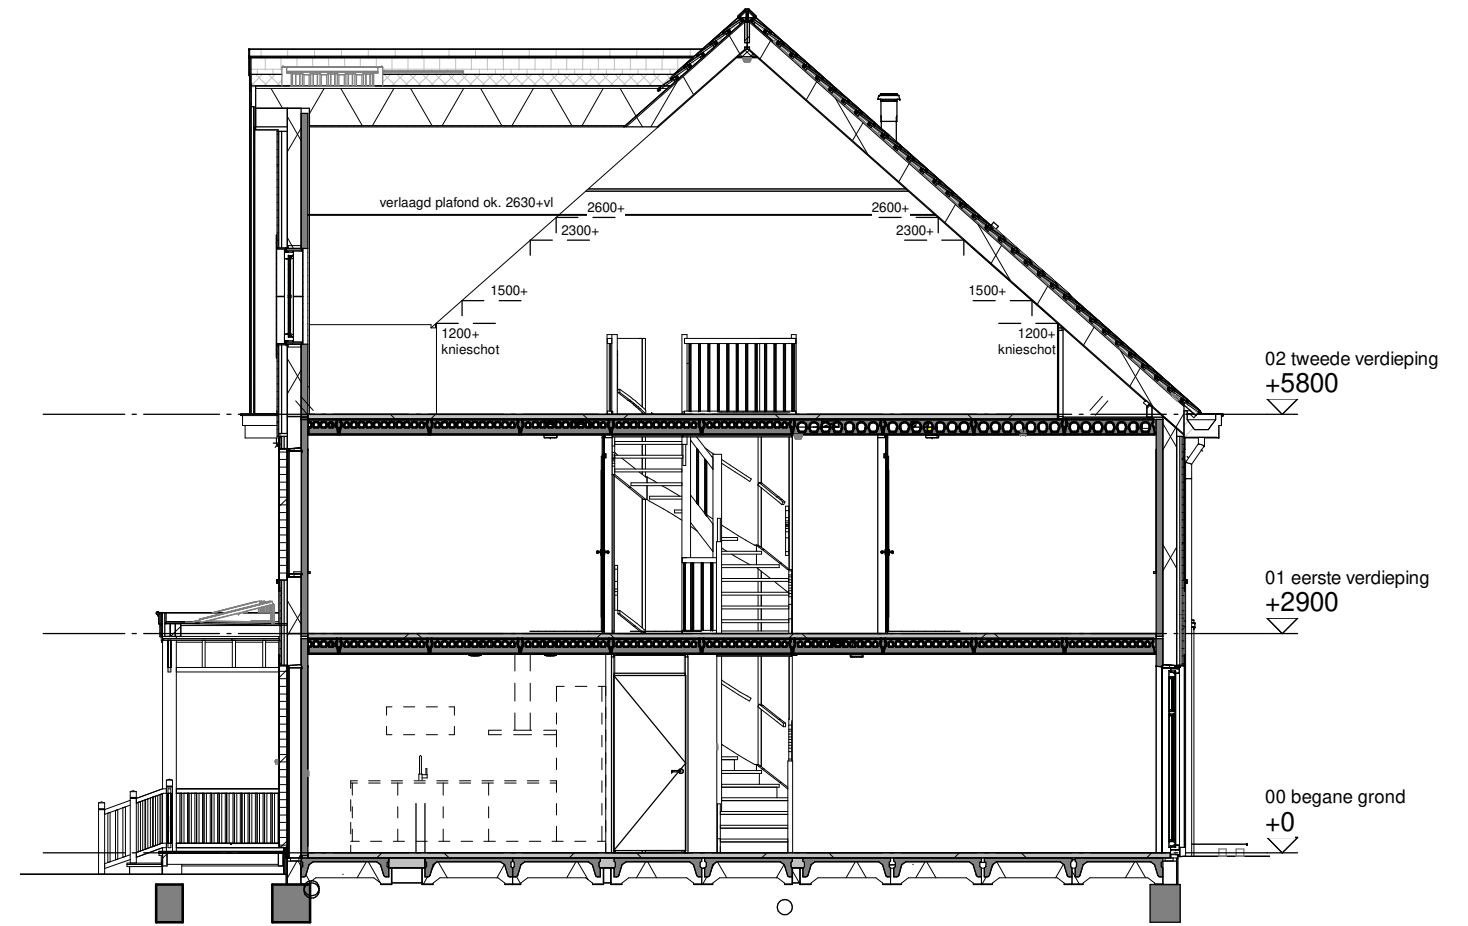 verlaagd plafond ok. 2630+vl
2600+
2600+
2300+
2300+
1500+
1500+
1200+
knieschot
1200+
knieschot
02 tweede verdieping
+5800
01 eerste verdieping
+2900
00 begane grond
+0